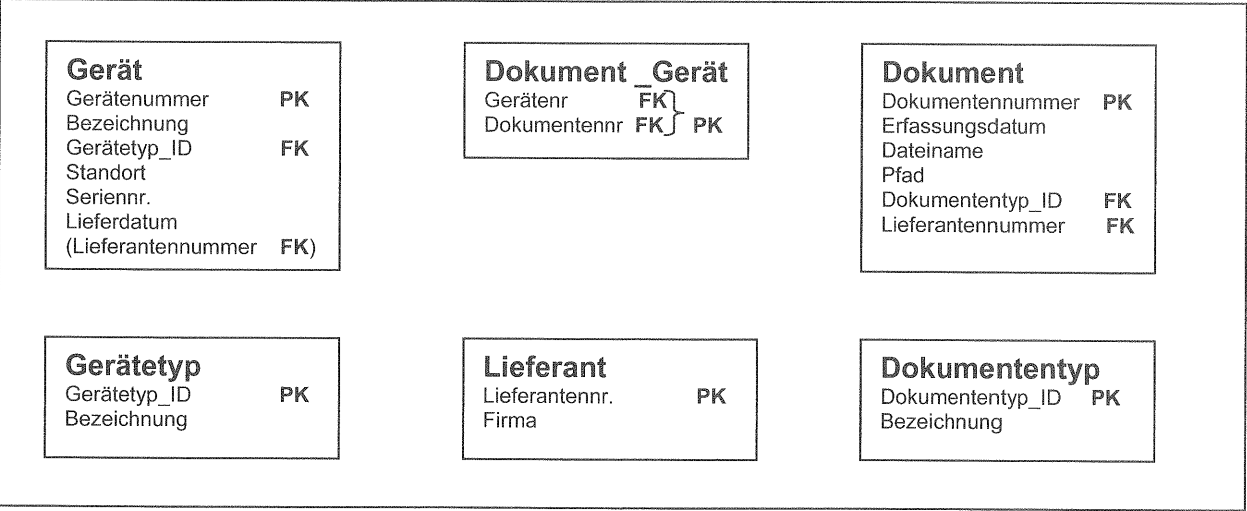 Gerät
Gerätenummer PK
Bezeichnung
Gerätetyp_ID FK
Standort
Seriennr.
Lieferdatum
(Lieferantennummer FK)
Dokument _Gerät
Gerätenr FK
Dokumentennr FK } PK
Dokument
Dokumentennummer PK
Erfassungsdatum
Dateiname
Pfad
Dokumententyp_ID FK
Lieferantennummer FK
Gerätetyp
Gerätetyp_ID PK
Bezeichnung
Lieferant
Lieferantennr. PK
Firma
Dokumententyp
Dokumententyp_ID PK
Bezeichnung